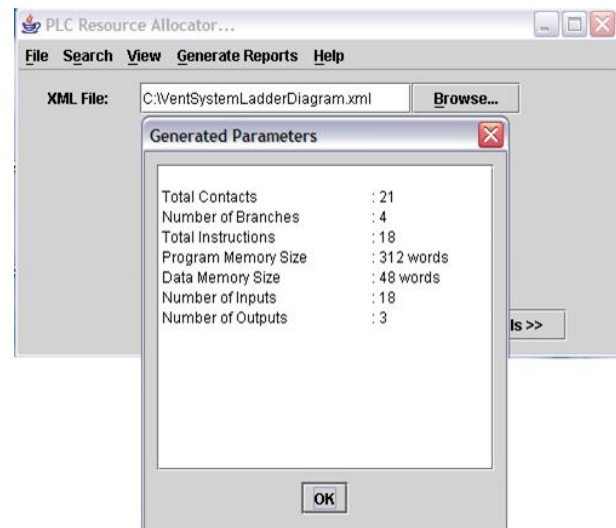 PLC Resource Allocator...
File Search View Generate Reports Help
XML File: C:\VentSystemLadderDiagram.xml Browse...
Generated Parameters
Total Contacts : 21
Number of Branches : 4
Total Instructions : 18
Program Memory Size : 312 words
Data Memory Size : 48 words
Number of Inputs : 18
Number of Outputs : 3
ls >>
OK